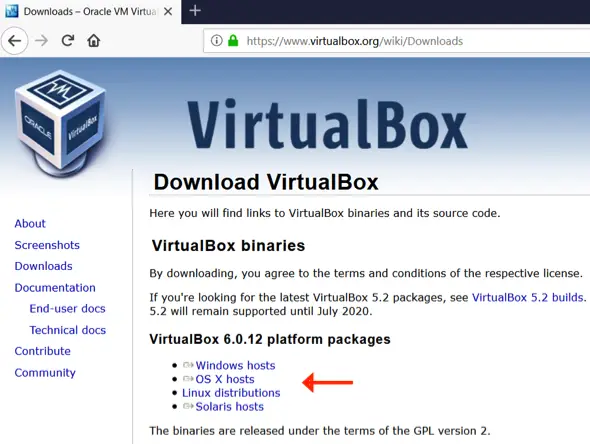 Downloads – Oracle VM Virtua
https://www.virtualbox.org/wiki/Downloads
ORACLE
VM
VirtualBox
VirtualBox
Download VirtualBox
Here you will find links to VirtualBox binaries and its source code.
VirtualBox binaries
By downloading, you agree to the terms and conditions of the respective license.
If you're looking for the latest VirtualBox 5.2 packages, see VirtualBox 5.2 builds.
5.2 will remain supported until July 2020.
VirtualBox 6.0.12 platform packages
Windows hosts
OS X hosts
Linux distributions
Solaris hosts
The binaries are released under the terms of the GPL version 2.
About
Screenshots
Downloads
Documentation
End-user docs
Technical docs
Contribute
Community